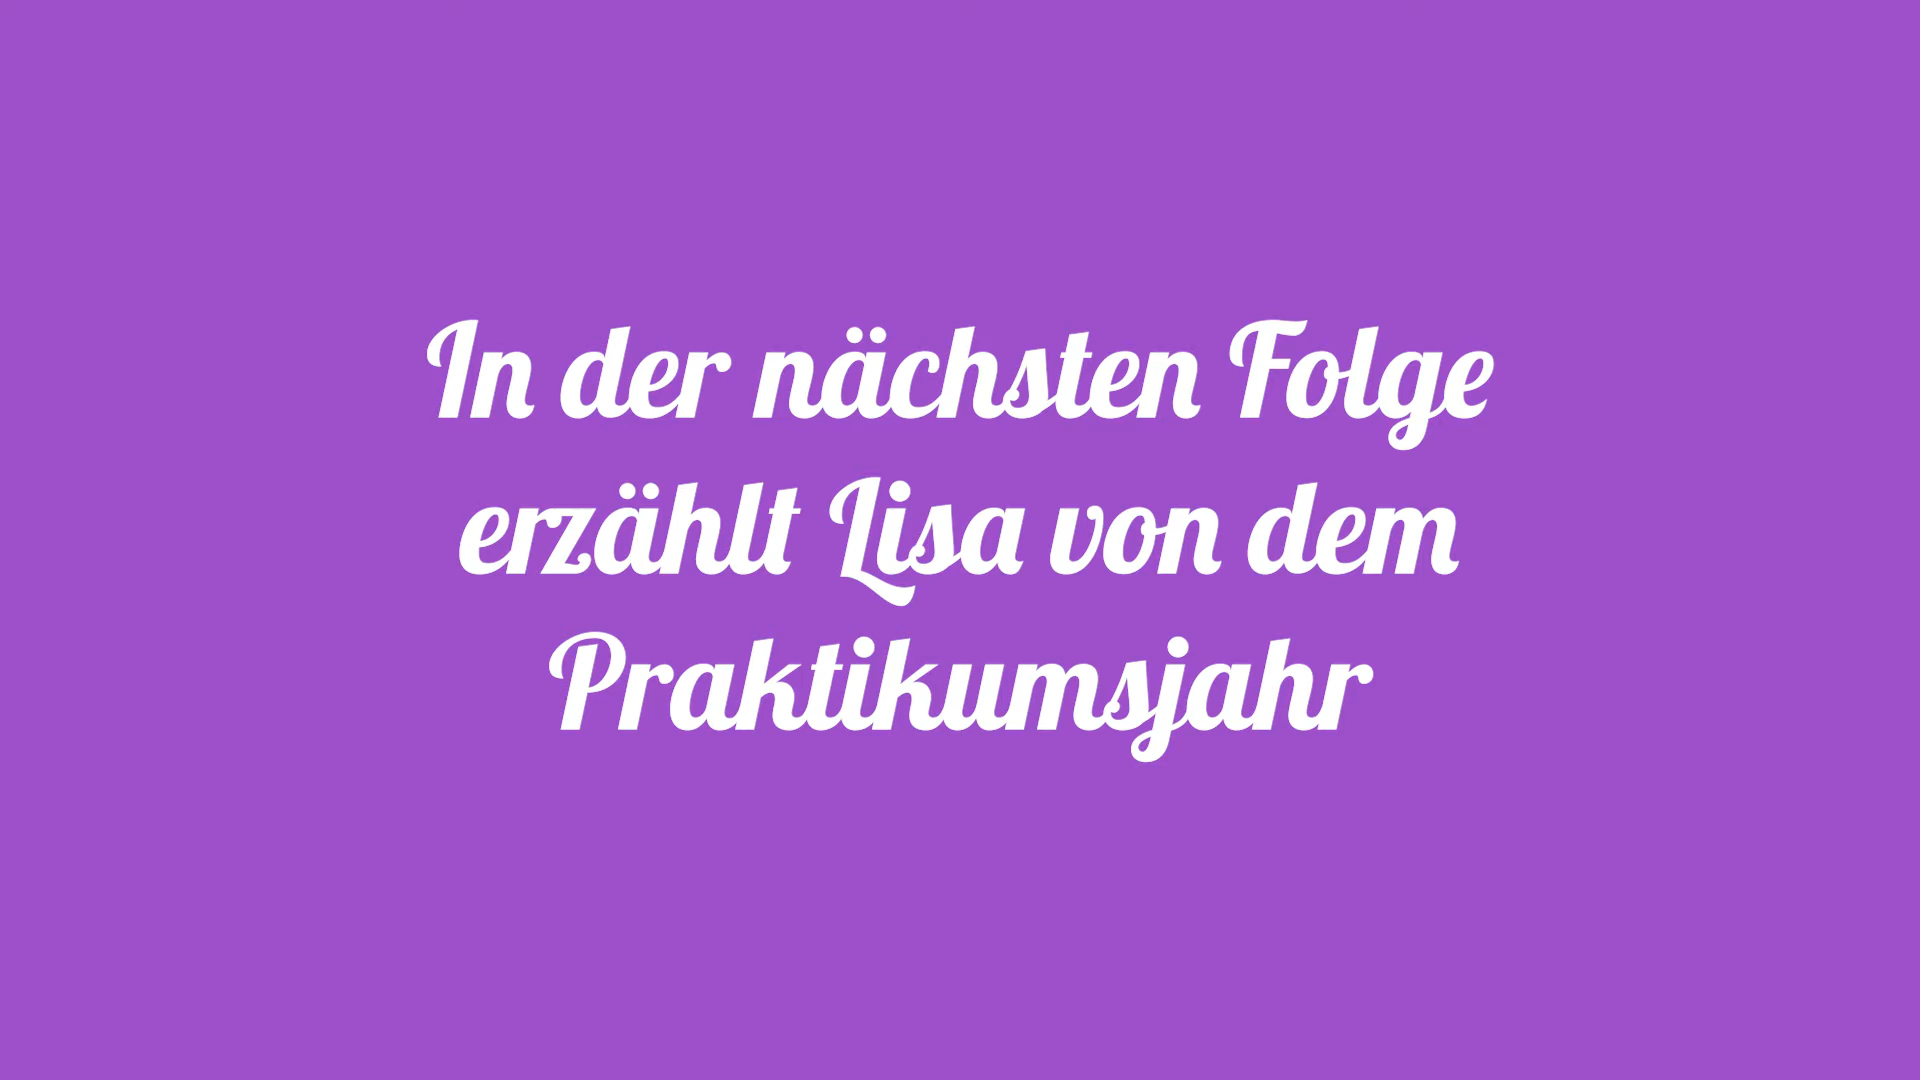 In der nächsten Folge
erzählt Lisa von dem
Praktikumsjahr